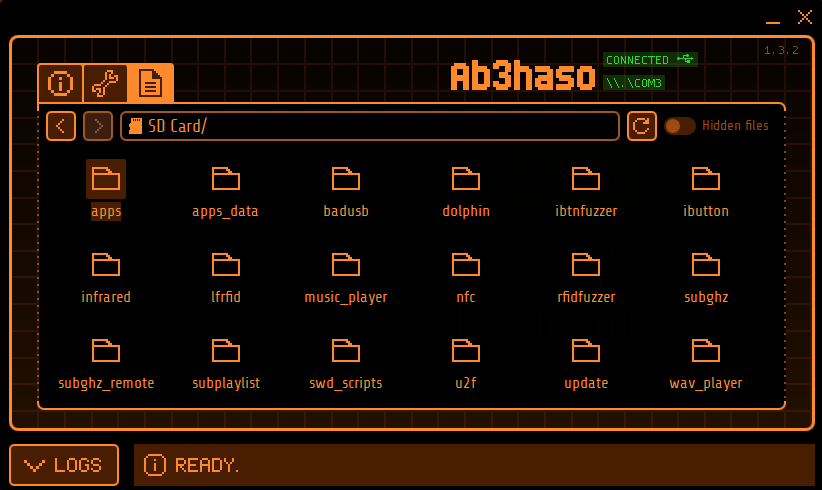 1.3.2
Ab3haso
CONNECTED
\\.\COM3
SD Card/
Hidden files
apps apps_data badusb dolphin ibtnfuzzer ibutton
infrared lfrfid music_player nfc rfidfuzzer subghz
subghz_remote subplaylist swd_scripts u2f update wav_player
LOGS
READY.